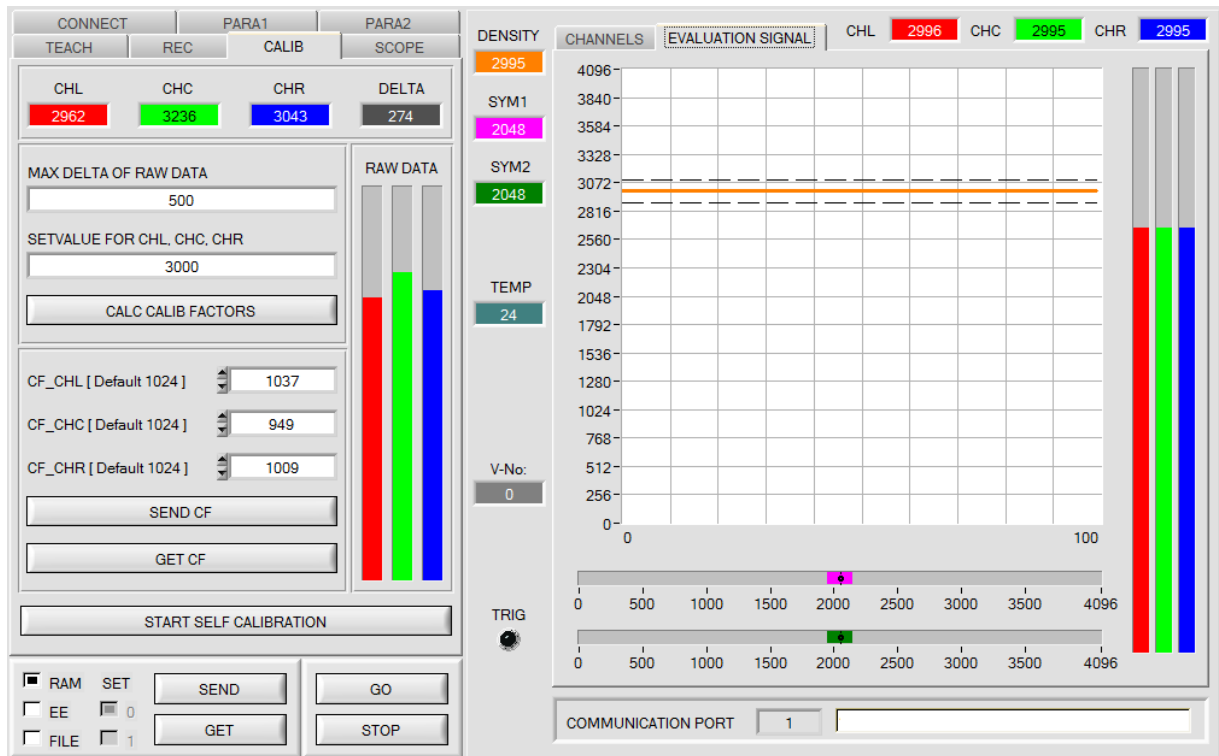 CONNECT PARA1 PARA2
TEACH REC CALIB SCOPE
CHL CHC CHR DELTA
2962 3236 3043 274
MAX DELTA OF RAW DATA
500
SETVALUE FOR CHL, CHC, CHR
3000
CALC CALIB FACTORS
RAW DATA
CF_CHL [ Default 1024 ] 1037
CF_CHC [ Default 1024 ] 949
CF_CHR [ Default 1024 ] 1009
SEND CF
GET CF
START SELF CALIBRATION
RAM SET
EE 0
FILE 1
SEND
GET
GO
STOP
DENSITY
2995
SYM1
2048
SYM2
2048
TEMP
24
V-No:
0
TRIG
CHANNELS EVALUATION SIGNAL CHL 2996 CHC 2995 CHR 2995
4096
3840
3584
3328
3072
2816
2560
2304
2048
1792
1536
1280
1024
768
512
256
0
0 100
0 500 1000 1500 2000 2500 3000 3500 4096
0 500 1000 1500 2000 2500 3000 3500 4096
COMMUNICATION PORT 1